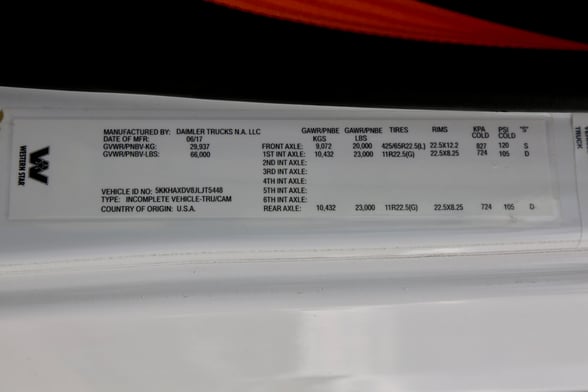 WESTERN STAR
MANUFACTURED BY: DAIMLER TRUCKS N.A. LLC GAWR/PNBE GAWR/PNBE TIRES RIMS KPA PSI "S"
DATE OF MFR: 06/17 KGS LBS COLD COLD
GVWR/PNBV-KG: 29,937 FRONT AXLE: 9,072 20,000 425/65R22.5(L) 22.5X12.2 827 120 S
GVWR/PNBV-LBS: 66,000 1ST INT AXLE: 10,432 23,000 11R22.5(G) 22.5X8.25 724 105 D
2ND INT AXLE:
3RD INT AXLE:
4TH INT AXLE:
VEHICLE ID NO: 5KKHAXDV8JLJT5448 5TH INT AXLE:
TYPE: INCOMPLETE VEHICLE-TRU/CAM 6TH INT AXLE:
COUNTRY OF ORIGIN: U.S.A. REAR AXLE: 10,432 23,000 11R22.5(G) 22.5X8.25 724 105 D
TRUCK